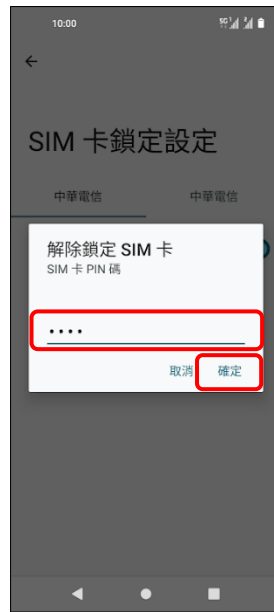 10:00
5G
SIM 卡鎖定設定
中華電信 中華電信
解除鎖定 SIM 卡
SIM 卡 PIN 碼
....
取消 確定